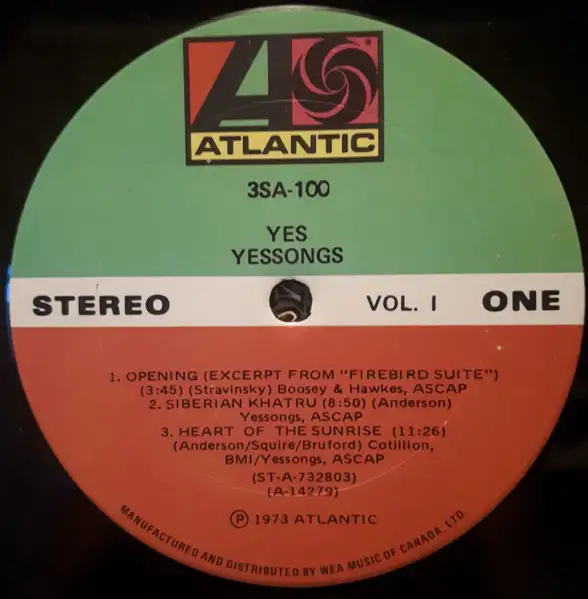 ATLANTIC
3SA-100
YES
YESSONGS
STEREO VOL. I ONE
1. OPENING (EXCERPT FROM "FIREBIRD SUITE")
(3:45) (Stravinsky) Boosey & Hawkes, ASCAP
2. SIBERIAN KHATRU (8:50) (Anderson)
Yessongs, ASCAP
3. HEART OF THE SUNRISE (11:26)
(Anderson/Squire/Bruford) Cotillion,
BMI/Yessongs, ASCAP
(ST-A-732803)
(A-14279)
Ⓟ 1973 ATLANTIC
MANUFACTURED AND DISTRIBUTED BY WEA MUSIC OF CANADA, LTD